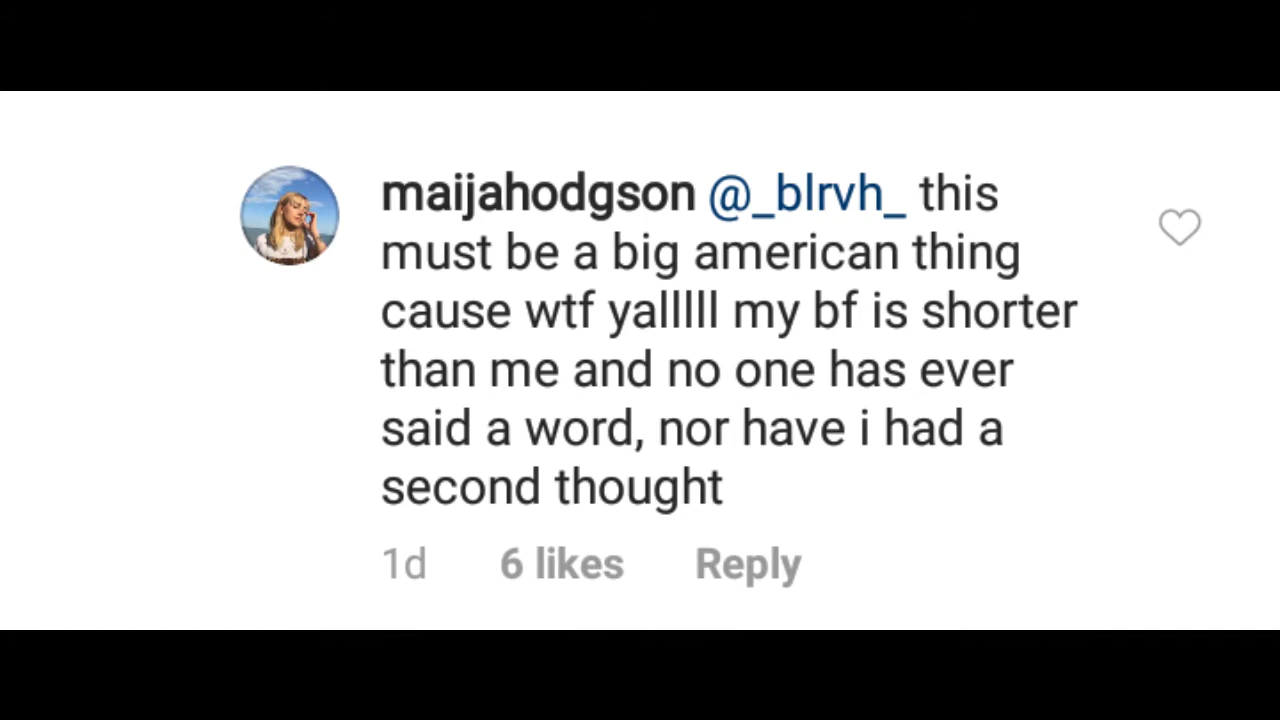 maijahodgson @_blrvh_ this
must be a big american thing
cause wtf yalllll my bf is shorter
than me and no one has ever
said a word, nor have i had a
second thought
1d 6 likes Reply